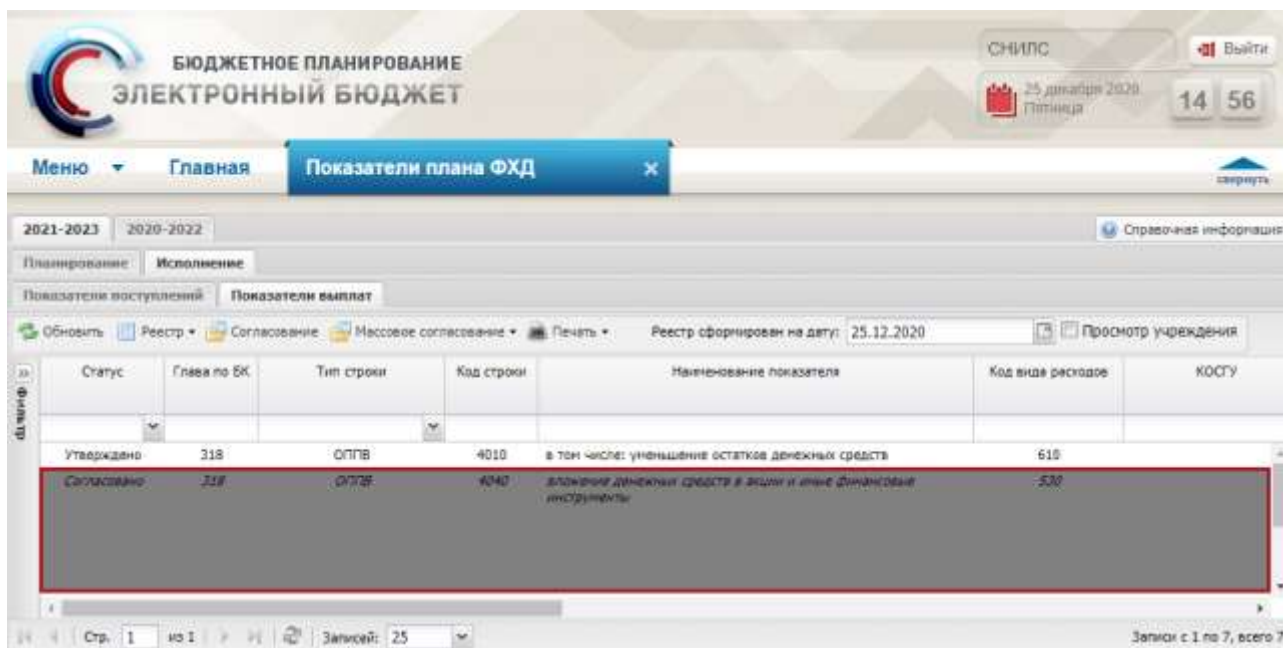 БЮДЖЕТНОЕ ПЛАНИРОВАНИЕ
ЭЛЕКТРОННЫЙ БЮДЖЕТ
СНИЛС Выйти
25 декабря 2020
Пятница
14 56
Меню Главная Показатели плана ФХД
свернуть
2021-2023 2020-2022 Справочная информация
Планирование Исполнение
Показатели поступлений Показатели выплат
Обновить Реестр Согласование Массовое согласование Печать Реестр сформирован на дату: 25.12.2020 Просмотр учреждения
Фильтр
Статус Глава по БК Тип строки Код строки Наименование показателя Код вида расходов КОСГУ
Утверждено 318 ОППВ 4010 в том числе: уменьшение остатков денежных средств 610
Согласовано 318 ОППВ 4040 вложение денежных средств в акции и иные финансовые 530
инструменты
Стр. 1 из 1 Записей: 25 Записи с 1 по 7, всего 7